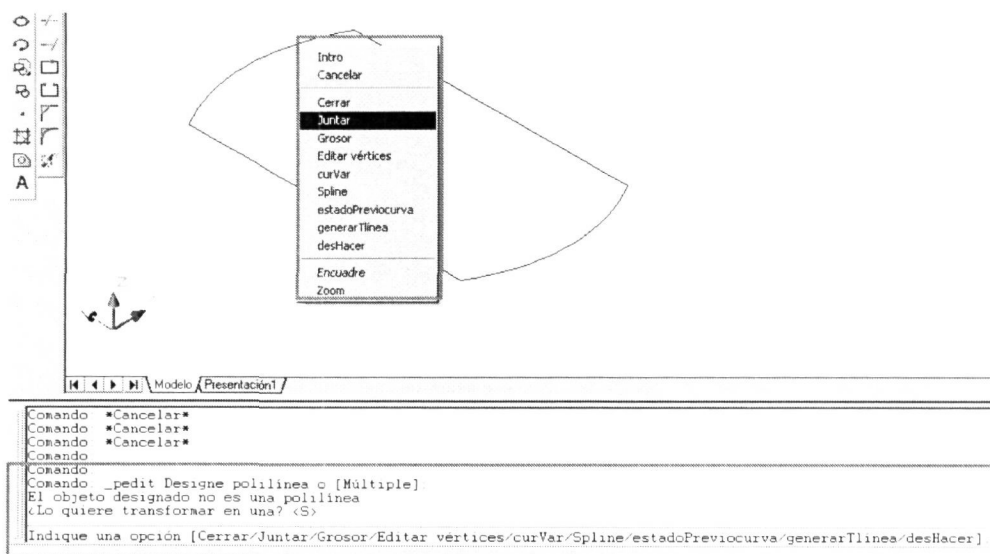 A
Intro
Cancelar
Cerrar
Juntar
Grosor
Editar vértices
curVar
Spline
estadoPreviocurva
generarTlínea
desHacer
Encuadre
Zoom
Modelo Presentación1
Comando *Cancelar*
Comando *Cancelar*
Comando *Cancelar*
Comando
Comando
Comando _pedit Designe polilínea o [Múltiple]
El objeto designado no es una polilínea
¿Lo quiere transformar en una? <S>
Indique una opción [Cerrar/Juntar/Grosor/Editar vértices/curVar/Spline/estadoPreviocurva/generarTlínea/desHacer]